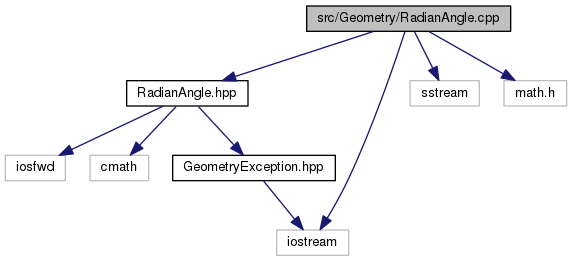 src/Geometry/RadianAngle.cpp
RadianAngle.hpp
sstream
math.h
iosfwd
cmath
GeometryException.hpp
iostream